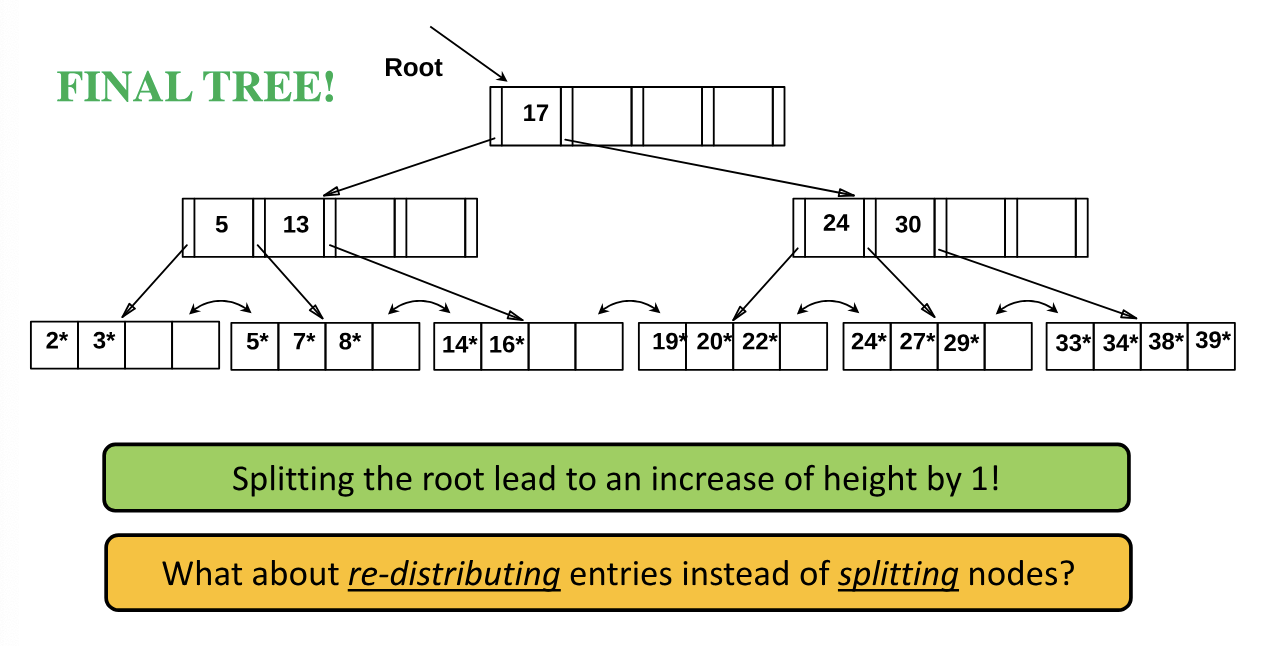 FINAL TREE!
Root
17
5 13
24 30
2* 3*
5* 7* 8*
14* 16*
19* 20* 22*
24* 27* 29*
33* 34* 38* 39*
Splitting the root lead to an increase of height by 1!
What about re-distributing entries instead of splitting nodes?